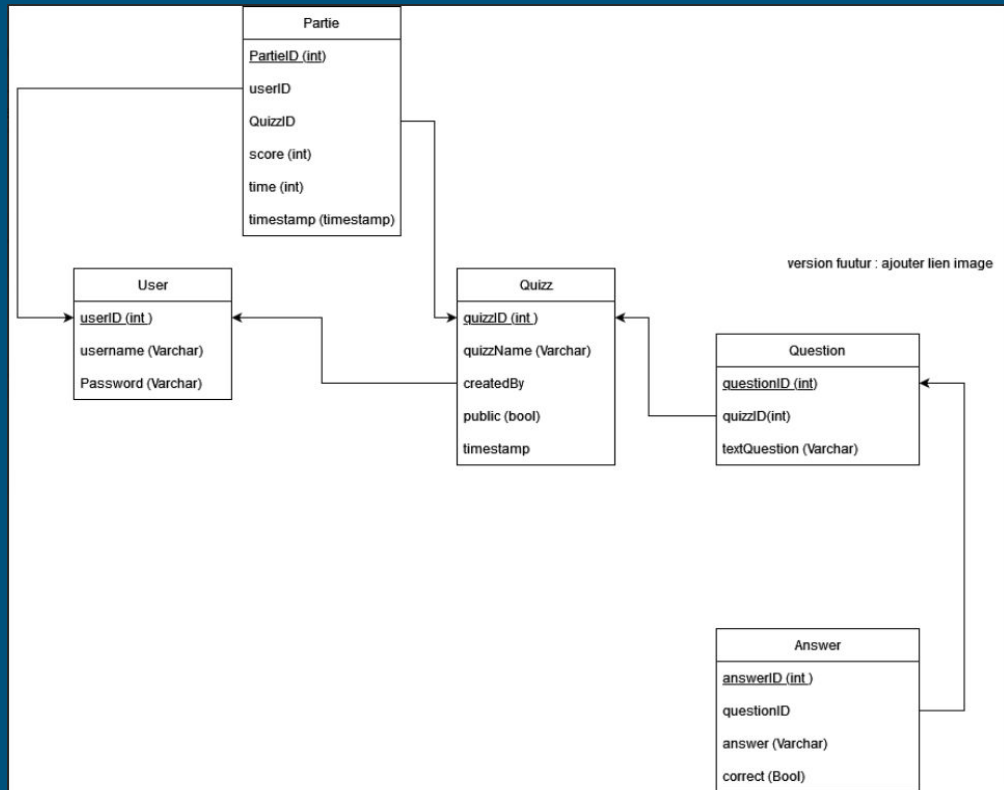 Partie
PartieID (int)
userID
QuizzID
score (int)
time (int)
timestamp (timestamp)
version fuutur : ajouter lien image
User
userID (int )
username (Varchar)
Password (Varchar)
Quizz
quizzID (int )
quizzName (Varchar)
createdBy
public (bool)
timestamp
Question
questionID (int)
quizzID(int)
textQuestion (Varchar)
Answer
answerID (int )
questionID
answer (Varchar)
correct (Bool)